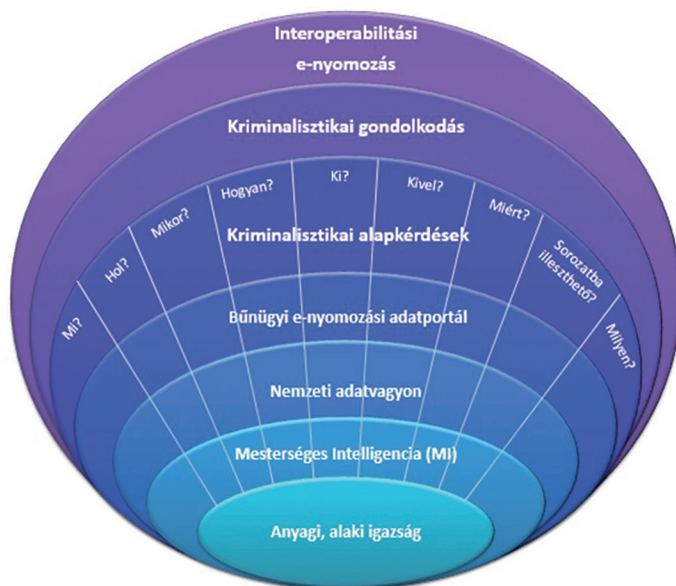 Interoperabilitási
e-nyomozás
Kriminalisztikai gondolkodás
Mi?
Hol?
Mikor?
Hogyan?
Ki?
Kivel?
Miért?
Sorozatba
illeszthető?
Milyen?
Kriminalisztikai alapkérdések
Bűnügyi e-nyomozási adatportál
Nemzeti adatvagyon
Mesterséges Intelligencia (MI)
Anyagi, alaki igazság